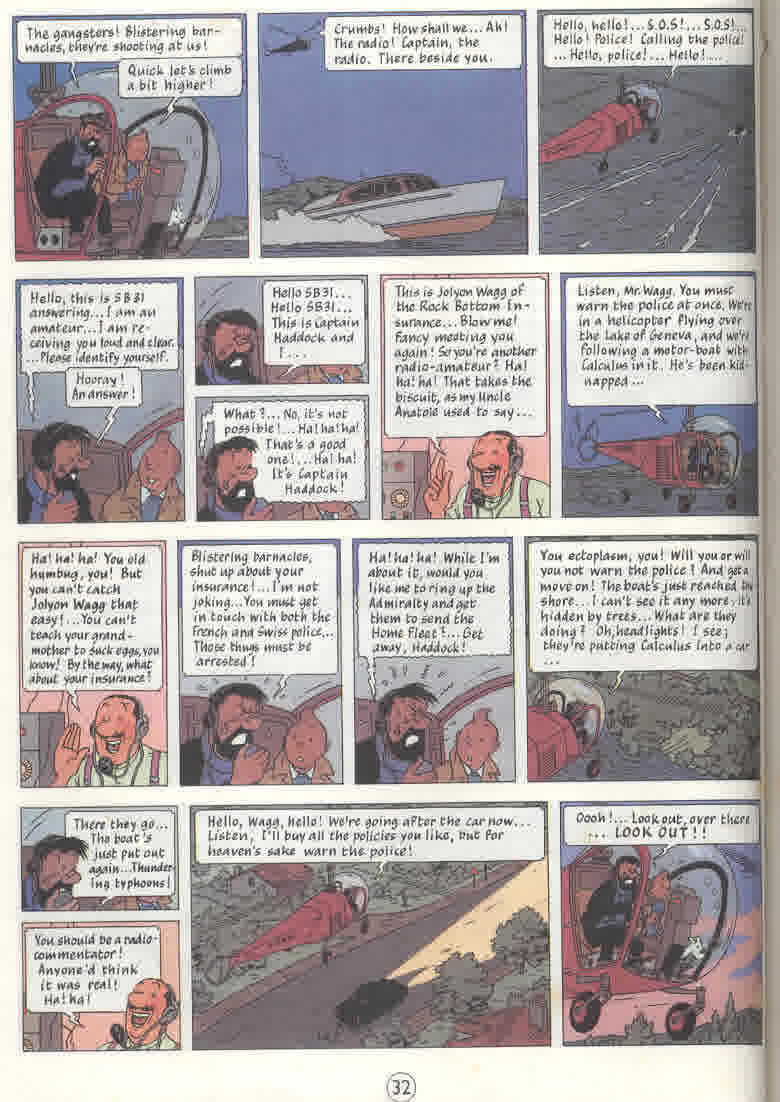 The gangsters! Blistering bar-
nacles, they're shooting at us!
Quick let's climb
a bit higher!
Crumbs! How shall we... Ah!
The radio! Captain, the
radio. There beside you.
Hello, hello!... S.O.S!... S.O.S!...
Hello! Police! Calling the police!
... Hello, police!... Hello!....
Hello, this is SB31
answering... I am an
amateur... I am re-
ceiving you loud and clear.
...Please identify yourself.
Hooray!
An answer!
Hello SB31...
Hello SB31...
This is Captain
Haddock and
I....
What?... No, it's not
possible!... Ha! ha! ha!
That's a good
one!... Ha! ha!
It's Captain
Haddock!
This is Jolyon Wagg of
the Rock Bottom En-
surance... Blow me!
Fancy meeting you
again! So you're another
radio-amateur? Ha!
ha! ha! That takes the
biscuit, as my Uncle
Anatole used to say...
Listen, Mr. Wagg. You must
warn the police at once. We're
in a helicopter flying over
the Lake of Geneva, and we're
following a motor-boat with
Calculus in it. He's been kid-
napped...
Ha! ha! ha! You old
humbug, you! But
you can't catch
Jolyon Wagg that
easy!...You can't
teach your grand-
mother to suck eggs, you
know! By the way, what
about your insurance!
Blistering barnacles,
shut up about your
insurance!... I'm not
joking...You must get
in touch with both the
French and Swiss police...
Those thugs must be
arrested!
Ha! ha! ha! While I'm
about it, would you
like me to ring up the
Admiralty and get
them to send the
Home Fleet?... Get
away, Haddock!
You ectoplasm, you! Will you or will
you not warn the police? And get a
move on! The boat's just reached the
shore... I can't see it any more, it's
hidden by trees... What are they
doing? Oh, headlights! I see;
they're putting Calculus into a car
...
There they go...
The boat's
just put out
again...Thunder-
ing typhoons!
You should be a radio-
commentator!
Anyone'd think
it was real!
Ha! ha!
Hello, Wagg, hello! We're going after the car now...
Listen, I'll buy all the policies you like, but for
heaven's sake warn the police!
Oooh!... Look out, over there
... LOOK OUT!!
32